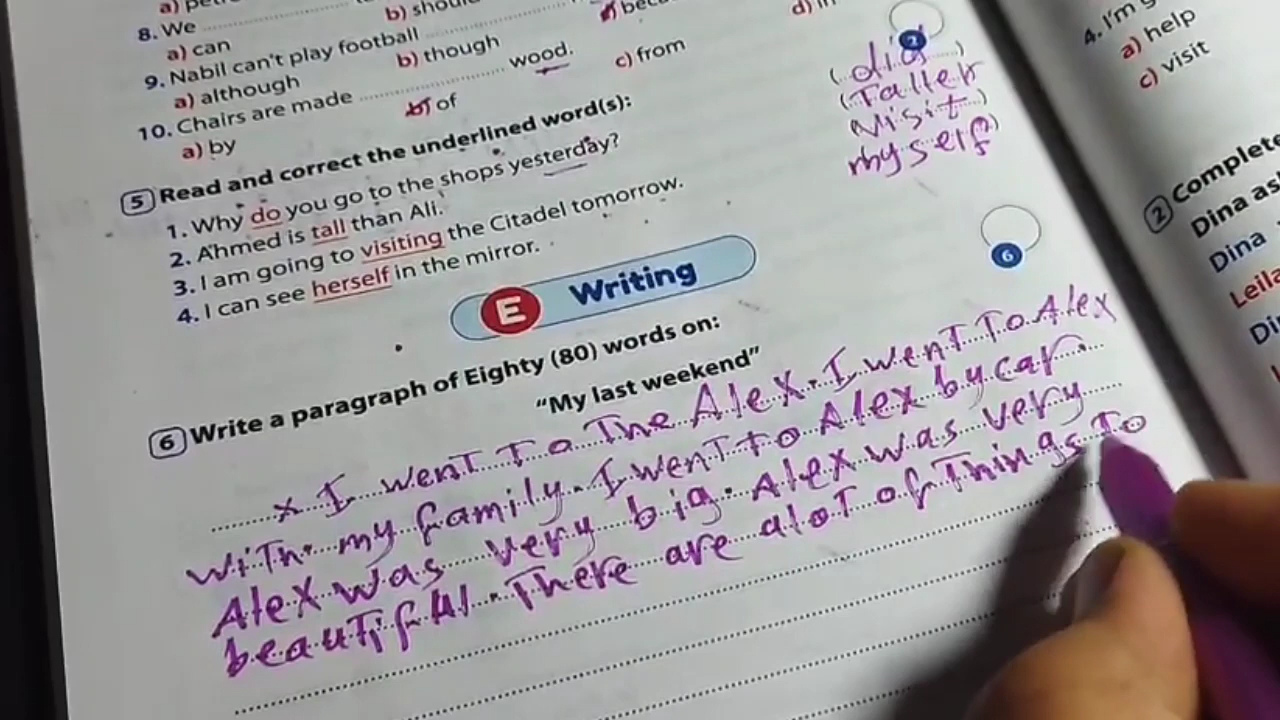 8. We
a) can
b) shou
9. Nabil can't play football
a) although
b) though
10. Chairs are made .................... wood.
a) by
b) of
c) from
d) in
5 Read and correct the underlined word(s):
1. Why do you go to the shops yesterday?
2. Ahmed is tall than Ali.
3. I am going to visiting the Citadel tomorrow.
4. I can see herself in the mirror.
(did)
(Taller
visit)
myself)
E Writing
6
6 Write a paragraph of Eighty (80) words on:
"My last weekend"
x I went To The Alex. I went To Alex
with my family. I went to Alex by car.
Alex was very big. Alex was very
beautiful. There are alot of Things To
4. I'm
a) help
c) visit
2 Complete
Dina as
Dina
Leila
Di